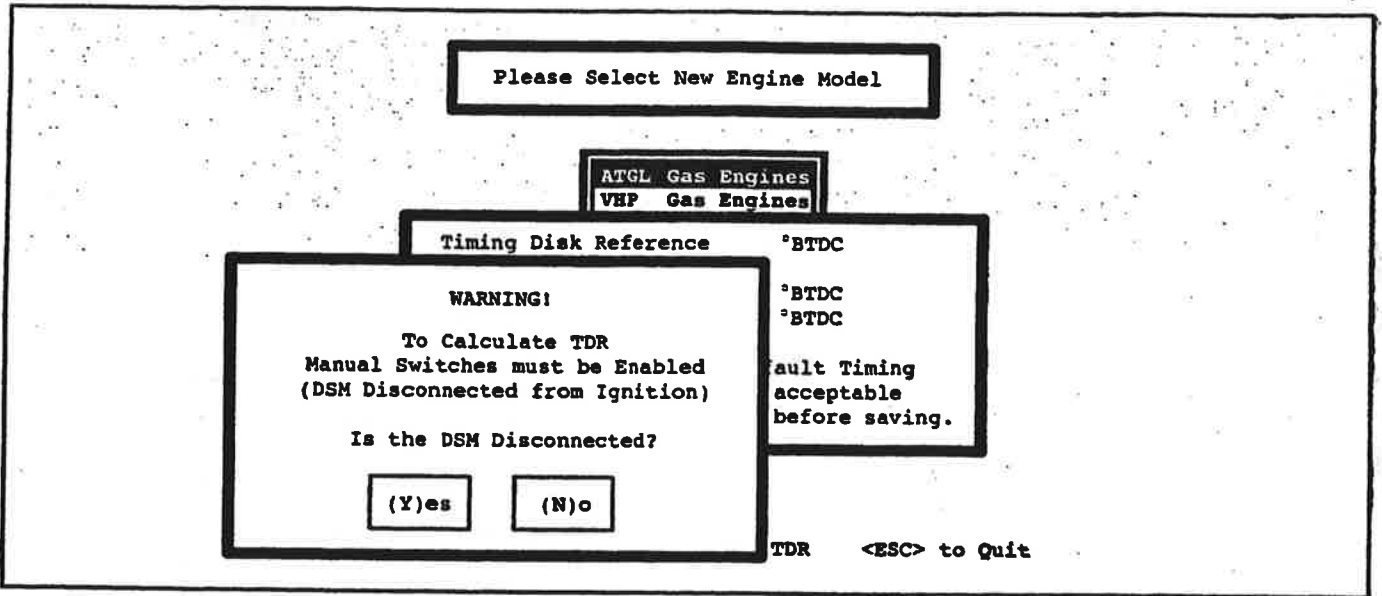 Please Select New Engine Model
ATGL Gas Engines
VHP Gas Engines
Timing Disk Reference °BTDC
°BTDC
°BTDC
ault Timing
acceptable
before saving.
WARNING!
To Calculate TDR
Manual Switches must be Enabled
(DSM Disconnected from Ignition)
Is the DSM Disconnected?
(Y)es (N)o
TDR <ESC> to Quit